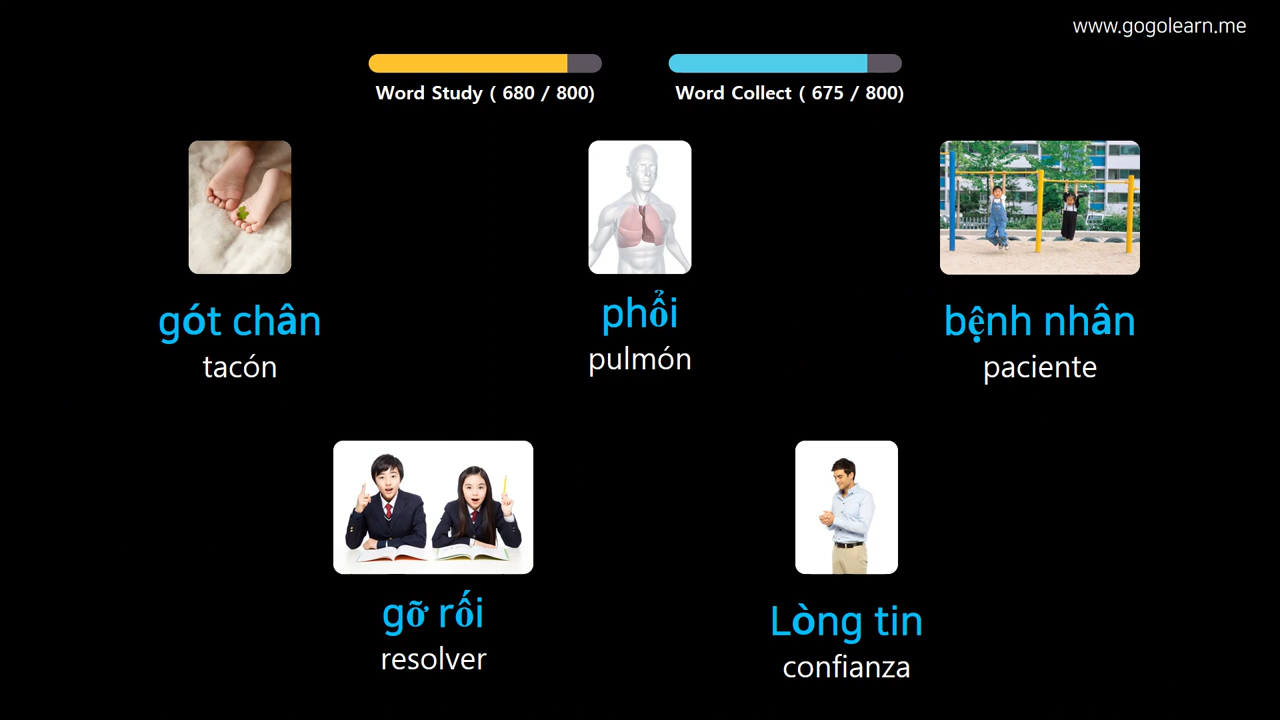 www.gogolearn.me
Word Study ( 680 / 800)
Word Collect ( 675 / 800)
gót chân
tacón
phổi
pulmón
bệnh nhân
paciente
gỡ rối
resolver
Lòng tin
confianza